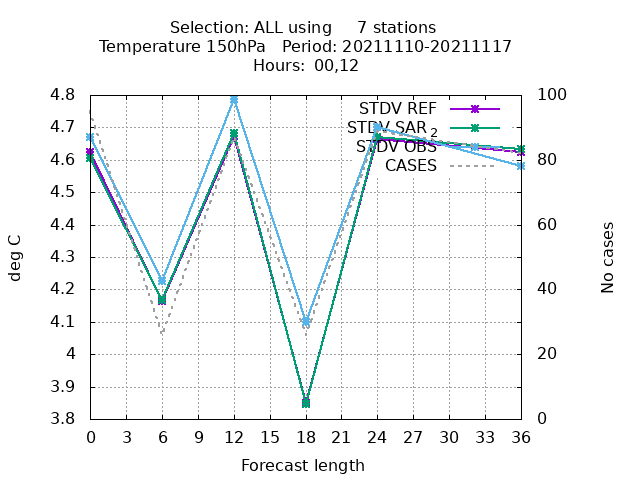 Selection: ALL using     7 stations
Temperature 150hPa   Period: 20211110-20211117
Hours:  00,12
4.8
4.7
4.6
4.5
4.4
4.3
4.2
4.1
4
3.9
3.8
deg C
STDV REF
STDV SAR 2
STDV OBS
CASES
100
80
60
40
20
0
No cases
0 3 6 9 12 15 18 21 24 27 30 33 36
Forecast length